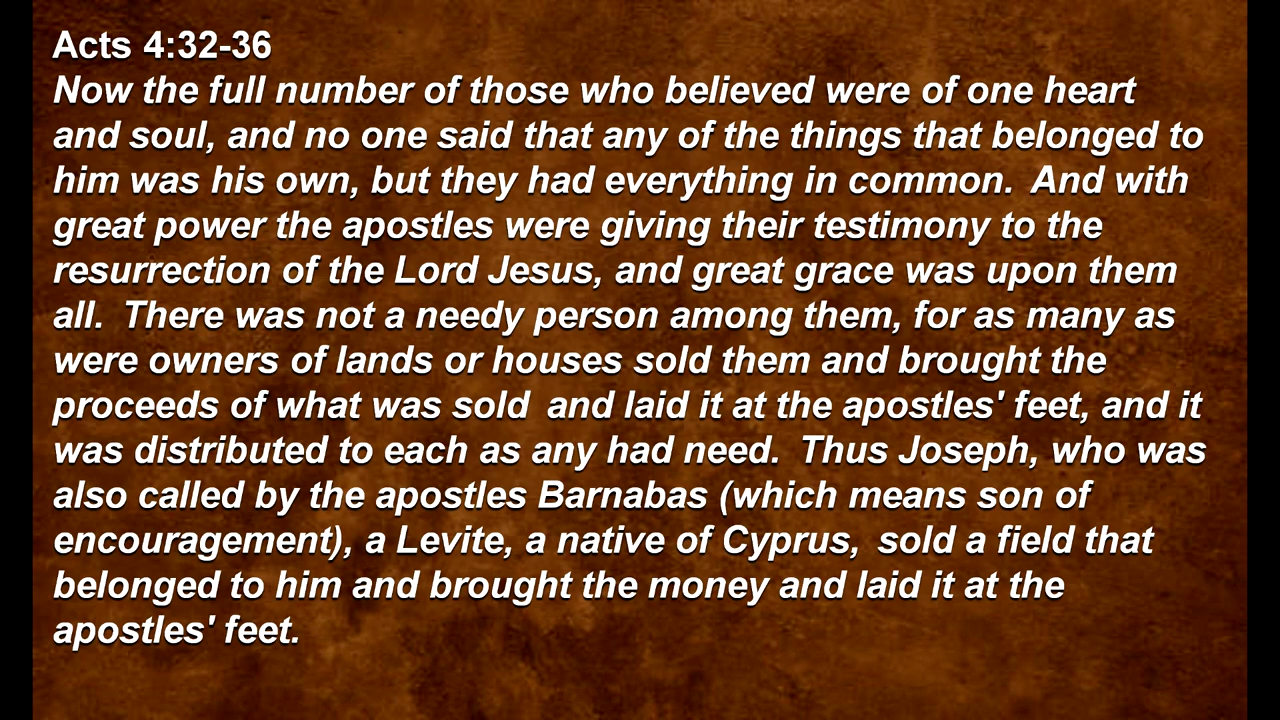 Acts 4:32-36
Now the full number of those who believed were of one heart
and soul, and no one said that any of the things that belonged to
him was his own, but they had everything in common.  And with
great power the apostles were giving their testimony to the
resurrection of the Lord Jesus, and great grace was upon them
all.  There was not a needy person among them, for as many as
were owners of lands or houses sold them and brought the
proceeds of what was sold  and laid it at the apostles' feet, and it
was distributed to each as any had need.  Thus Joseph, who was
also called by the apostles Barnabas (which means son of
encouragement), a Levite, a native of Cyprus,  sold a field that
belonged to him and brought the money and laid it at the
apostles' feet.